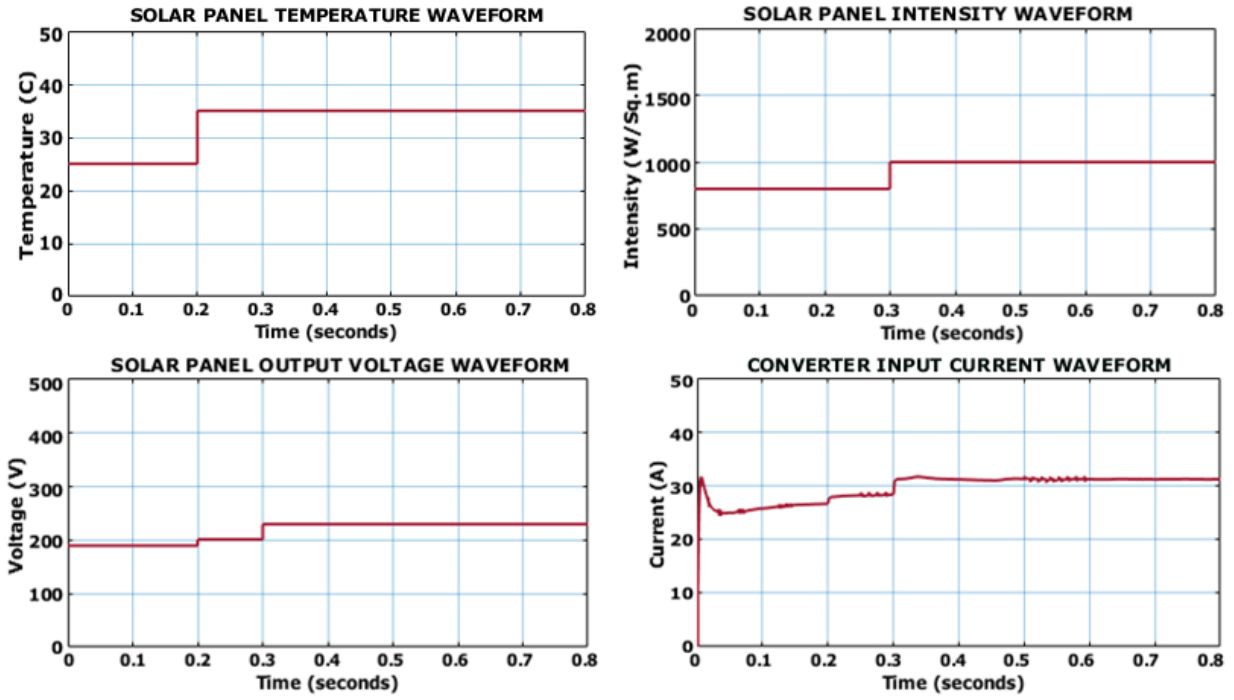 SOLAR PANEL TEMPERATURE WAVEFORM
50
40
30
20
10
0
Temperature (C)
0 0.1 0.2 0.3 0.4 0.5 0.6 0.7 0.8
Time (seconds)
SOLAR PANEL INTENSITY WAVEFORM
2000
1500
1000
500
0
Intensity (W/Sq.m)
0 0.1 0.2 0.3 0.4 0.5 0.6 0.7 0.8
Time (seconds)
SOLAR PANEL OUTPUT VOLTAGE WAVEFORM
500
400
300
200
100
0
Voltage (V)
0 0.1 0.2 0.3 0.4 0.5 0.6 0.7 0.8
Time (seconds)
CONVERTER INPUT CURRENT WAVEFORM
50
40
30
20
10
0
Current (A)
0 0.1 0.2 0.3 0.4 0.5 0.6 0.7 0.8
Time (seconds)